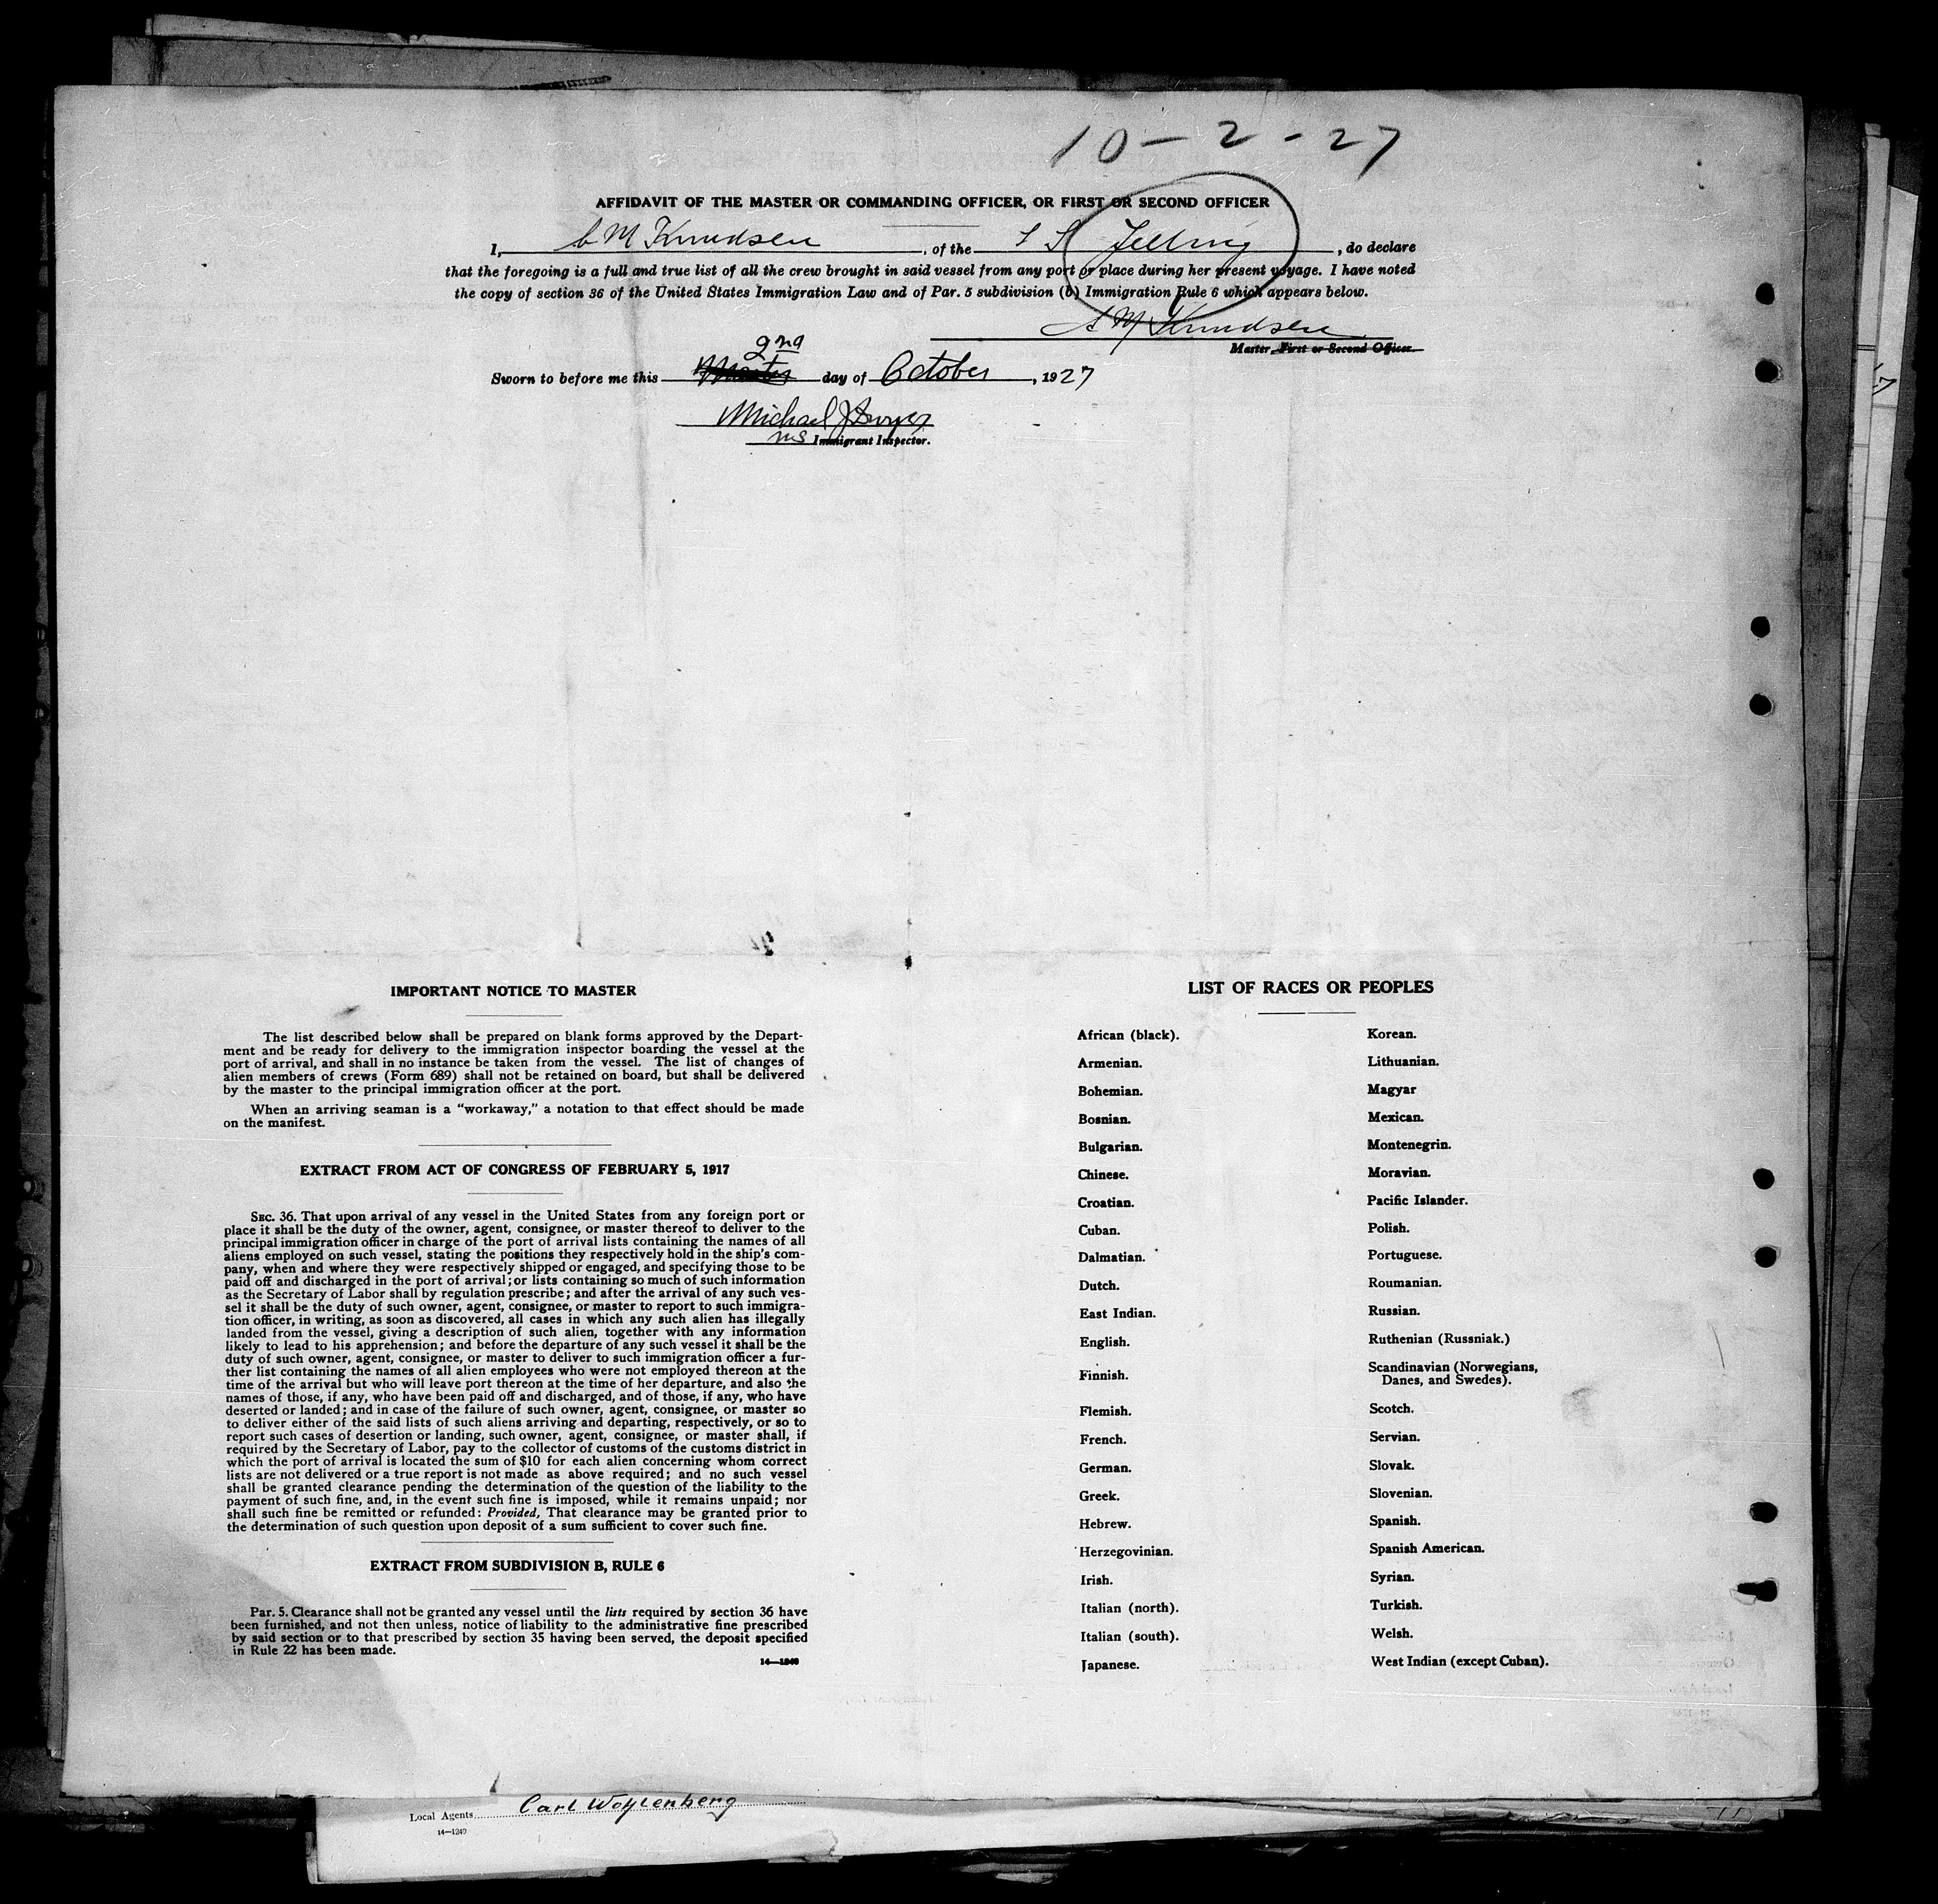 10-2-27
AFFIDAVIT OF THE MASTER OR COMMANDING OFFICER, OR FIRST OR SECOND OFFICER
I, C M Knudsen, of the S S Jelling, do declare
that the foregoing is a full and true list of all the crew brought in said vessel from any port or place during her present voyage. I have noted
the copy of section 36 of the United States Immigration Law and of Par. 5 subdivision (b) Immigration Rule 6 which appears below.
C M Knudsen
Master, First or Second Officer.
2nd
Sworn to before me this Master day of October, 1927
Michael J Dwyer
Immigrant Inspector.
IMPORTANT NOTICE TO MASTER
The list described below shall be prepared on blank forms approved by the Depart-
ment and be ready for delivery to the immigration inspector boarding the vessel at the
port of arrival, and shall in no instance be taken from the vessel. The list of changes of
alien members of crews (Form 689) shall not be retained on board, but shall be delivered
by the master to the principal immigration officer at the port.
When an arriving seaman is a "workaway," a notation to that effect should be made
on the manifest.
EXTRACT FROM ACT OF CONGRESS OF FEBRUARY 5, 1917
SEC. 36. That upon arrival of any vessel in the United States from any foreign port or
place it shall be the duty of the owner, agent, consignee, or master thereof to deliver to the
principal immigration officer in charge of the port of arrival lists containing the names of all
aliens employed on such vessel, stating the positions they respectively hold in the ship's com-
pany, when and where they were respectively shipped or engaged, and specifying those to be
paid off and discharged in the port of arrival; or lists containing so much of such information
as the Secretary of Labor shall by regulation prescribe; and after the arrival of any such ves-
sel it shall be the duty of such owner, agent, consignee, or master to report to such immigra-
tion officer, in writing, as soon as discovered, all cases in which any such alien has illegally
landed from the vessel, giving a description of such alien, together with any information
likely to lead to his apprehension; and before the departure of any such vessel it shall be the
duty of such owner, agent, consignee, or master to deliver to such immigration officer a fur-
ther list containing the names of all alien employees who were not employed thereon at the
time of the arrival but who will leave port thereon at the time of her departure, and also the
names of those, if any, who have been paid off and discharged, and of those, if any, who have
deserted or landed; and in case of the failure of such owner, agent, consignee, or master so
to deliver either of the said lists of such aliens arriving and departing, respectively, or so to
report such cases of desertion or landing, such owner, agent, consignee, or master shall, if
required by the Secretary of Labor, pay to the collector of customs of the customs district in
which the port of arrival is located the sum of $10 for each alien concerning whom correct
lists are not delivered or a true report is not made as above required; and no such vessel
shall be granted clearance pending the determination of the question of the liability to the
payment of such fine, and, in the event such fine is imposed, while it remains unpaid; nor
shall such fine be remitted or refunded: Provided, That clearance may be granted prior to
the determination of such question upon deposit of a sum sufficient to cover such fine.
EXTRACT FROM SUBDIVISION B, RULE 6
Par. 5. Clearance shall not be granted any vessel until the lists required by section 36 have
been furnished, and not then unless, notice of liability to the administrative fine prescribed
by said section or to that prescribed by section 35 having been served, the deposit specified
in Rule 22 has been made.
14—1240
LIST OF RACES OR PEOPLES
African (black).
Armenian.
Bohemian.
Bosnian.
Bulgarian.
Chinese.
Croatian.
Cuban.
Dalmatian.
Dutch.
East Indian.
English.
Finnish.
Flemish.
French.
German.
Greek.
Hebrew.
Herzegovinian.
Irish.
Italian (north).
Italian (south).
Japanese.
Korean.
Lithuanian.
Magyar
Mexican.
Montenegrin.
Moravian.
Pacific Islander.
Polish.
Portuguese.
Roumanian.
Russian.
Ruthenian (Russniak.)
Scandinavian (Norwegians,
Danes, and Swedes).
Scotch.
Servian.
Slovak.
Slovenian.
Spanish.
Spanish American.
Syrian.
Turkish.
Welsh.
West Indian (except Cuban).
Local Agents Carl Woytenberg
14—1240